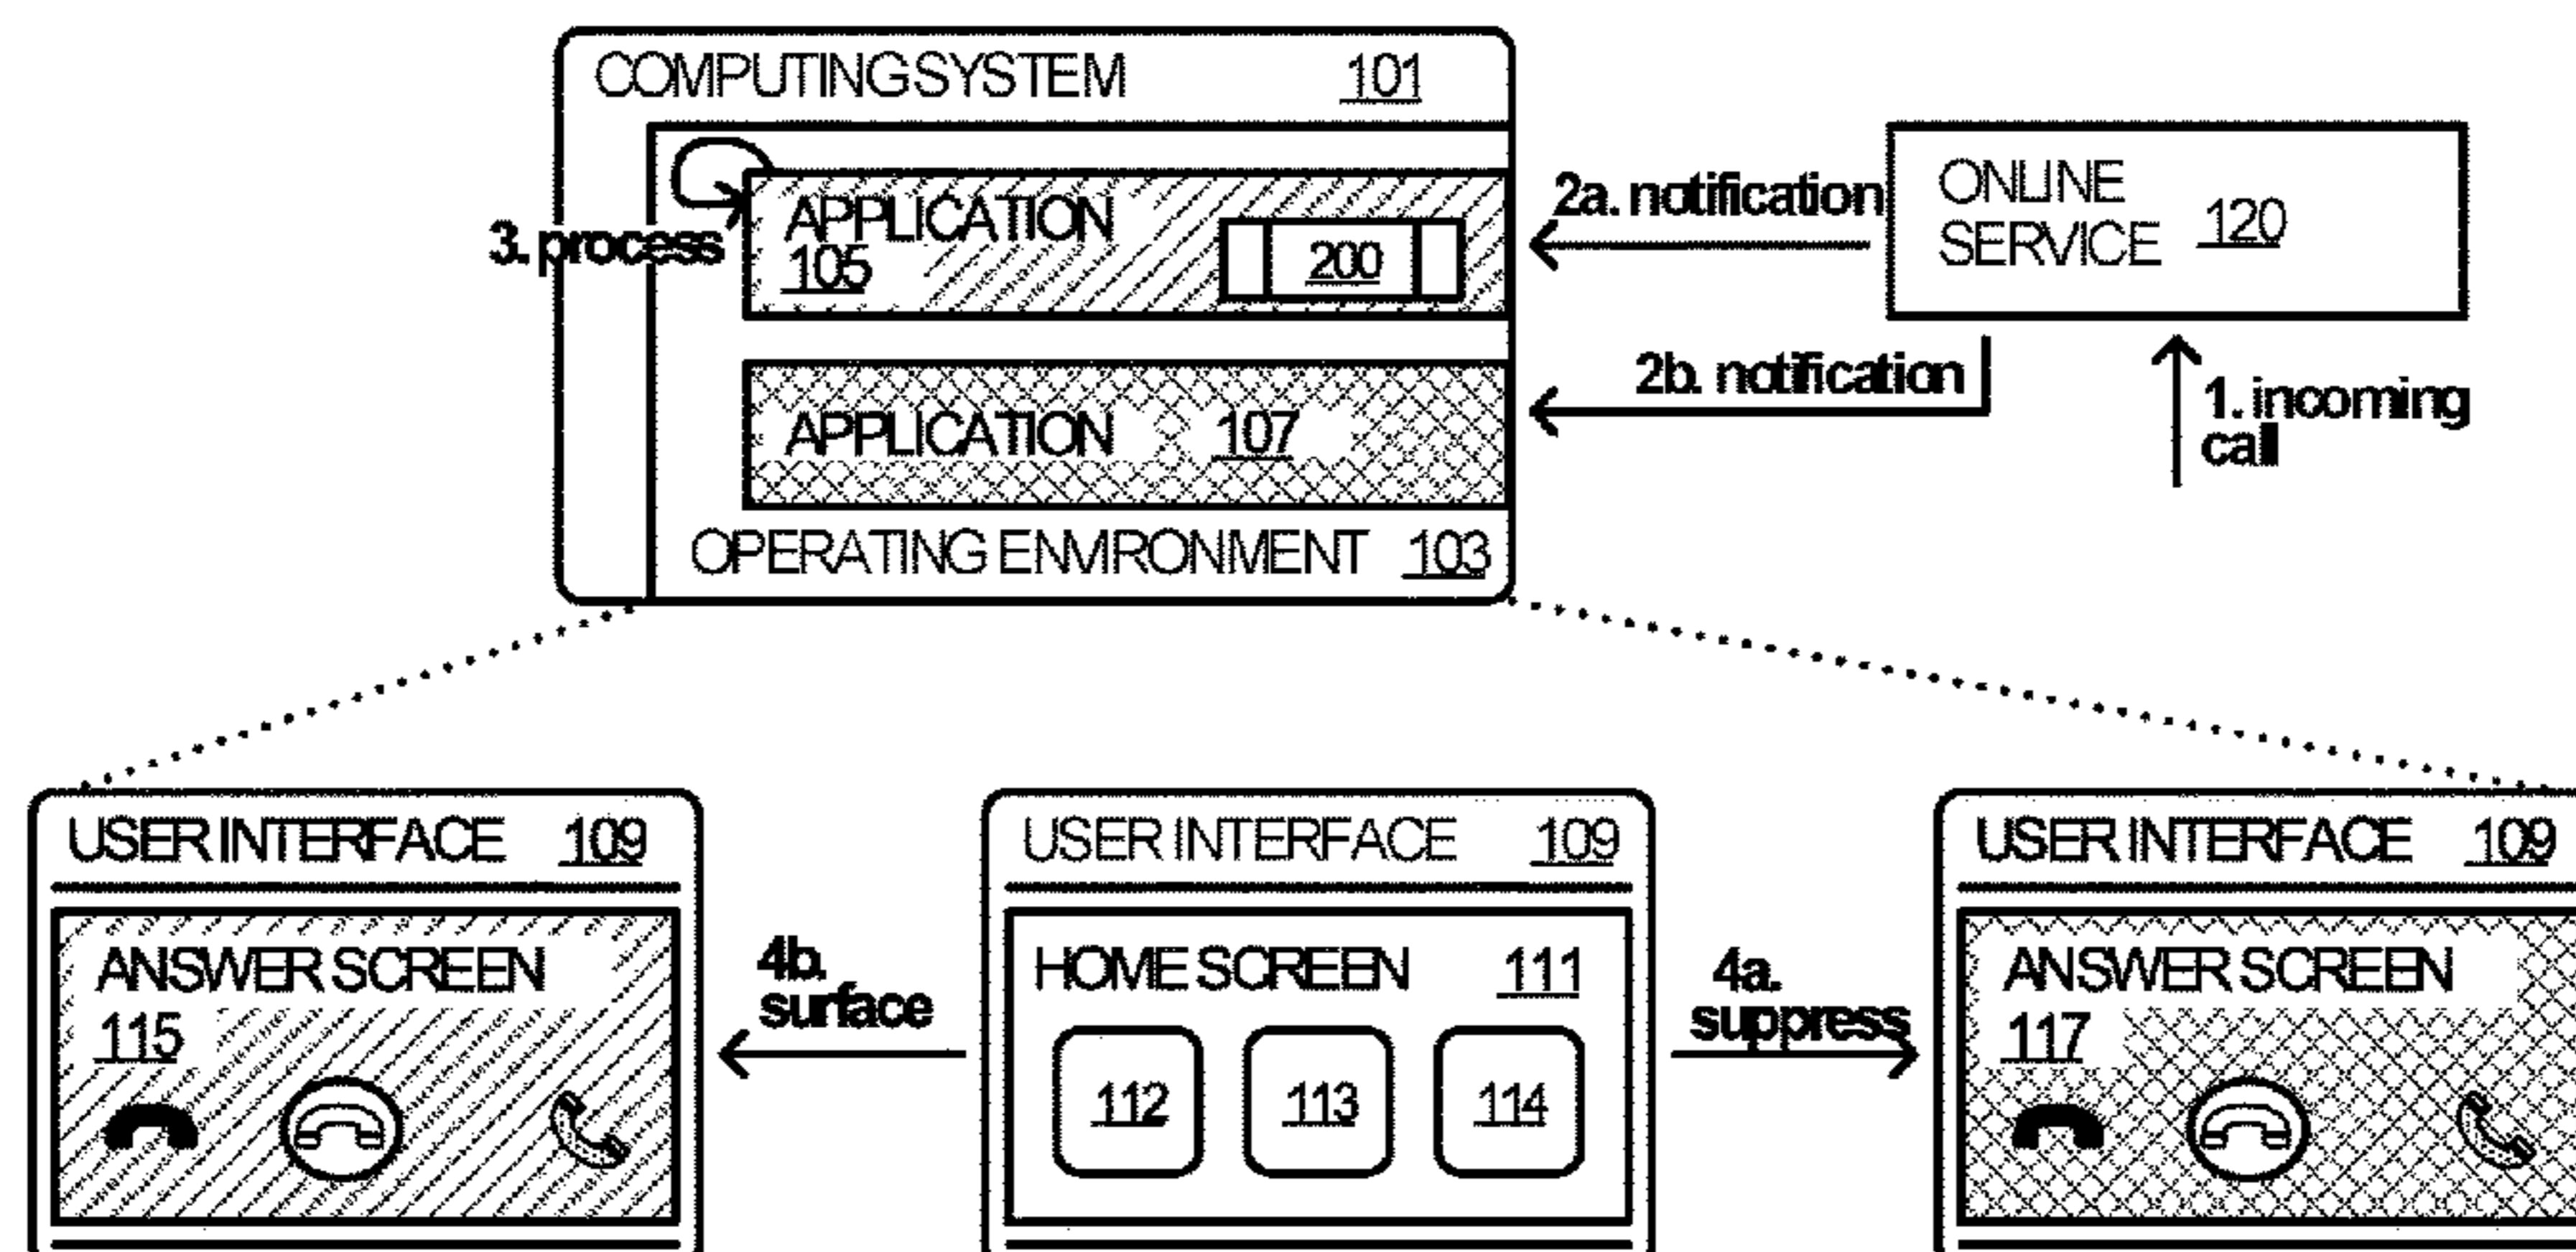 COMPUTING SYSTEM 101
3. process
APPLICATION
105
200
2a. notification
ONLINE
SERVICE 120
2b. notification
1. incoming
call
APPLICATION 107
OPERATING ENVIRONMENT 103
USER INTERFACE 109
ANSWER SCREEN
115
4b.
surface
USER INTERFACE 109
HOME SCREEN 111
112 113 114
4a.
suppress
USER INTERFACE 109
ANSWER SCREEN
117